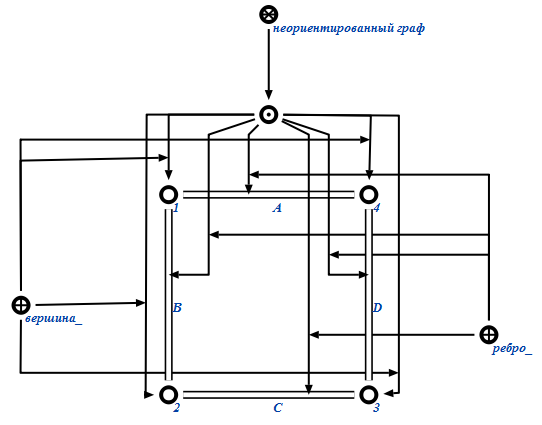 неориентированный граф
1
A
4
вершина_
B
D
ребро_
2
C
3